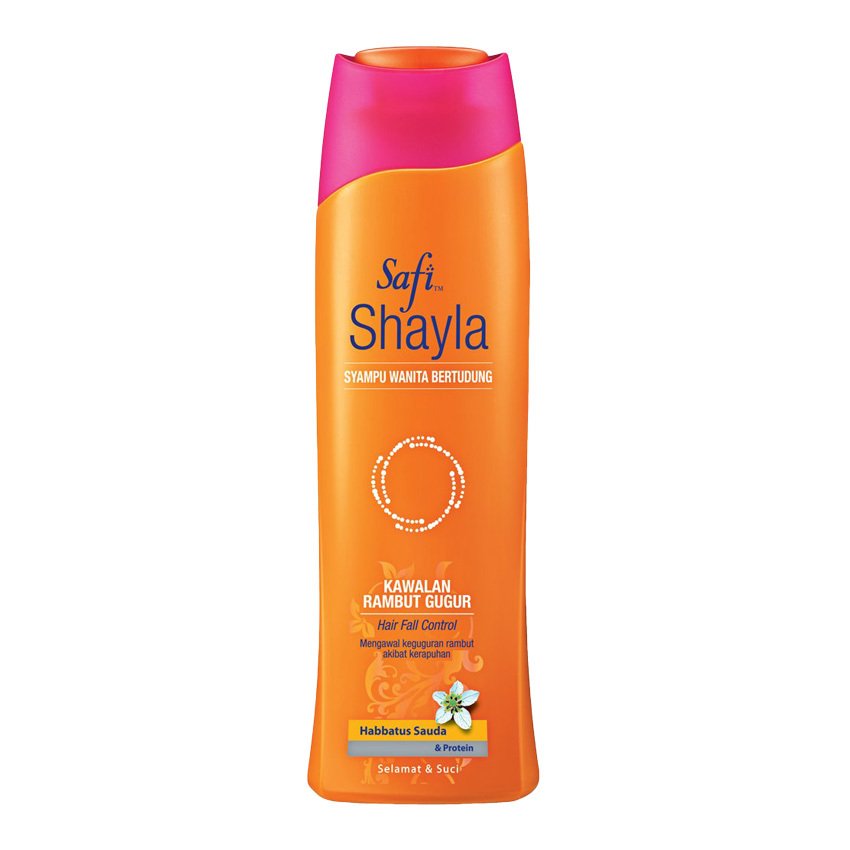 Safi™
Shayla
SYAMPU WANITA BERTUDUNG
KAWALAN
RAMBUT GUGUR
Hair Fall Control
Mengawal keguguran rambut
akibat kerapuhan
Habbatus Sauda
& Protein
Selamat & Suci